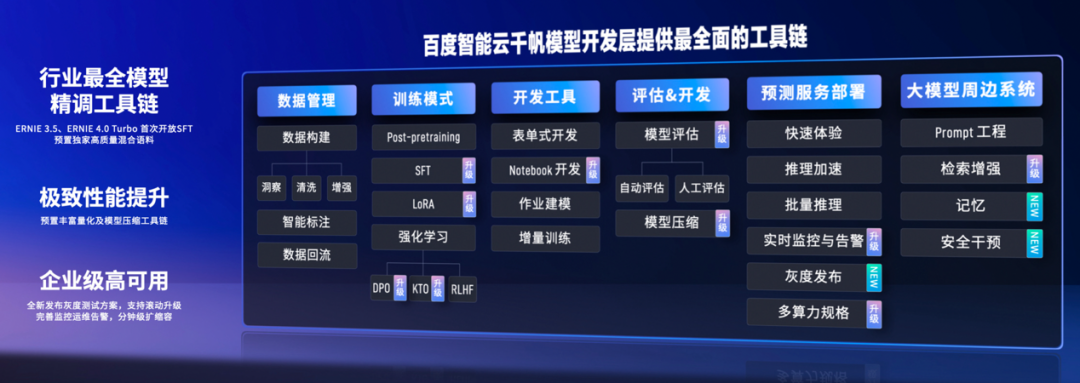 百度智能云千帆模型开发层提供最全面的工具链
行业最全模型
精调工具链
ERNIE 3.5、ERNIE 4.0 Turbo 首次开放SFT
预置独家高质量混合语料
极致性能提升
预置丰富量化及模型压缩工具链
企业级高可用
全新发布灰度测试方案，支持滚动升级
完善监控运维告警，分钟级扩缩容
数据管理
数据构建
洞察 清洗 增强
智能标注
数据回流
训练模式
Post-pretraining
SFT 升级
LoRA 升级
强化学习
DPO 升级 KTO 升级 RLHF
开发工具
表单式开发
Notebook 开发 升级
作业建模
增量训练
评估&开发
模型评估 升级
自动评估 人工评估
模型压缩 升级
预测服务部署
快速体验
推理加速
批量推理
实时监控与告警 升级
灰度发布 NEW
多算力规格 升级
大模型周边系统
Prompt 工程
检索增强 升级
记忆 NEW
安全干预 NEW